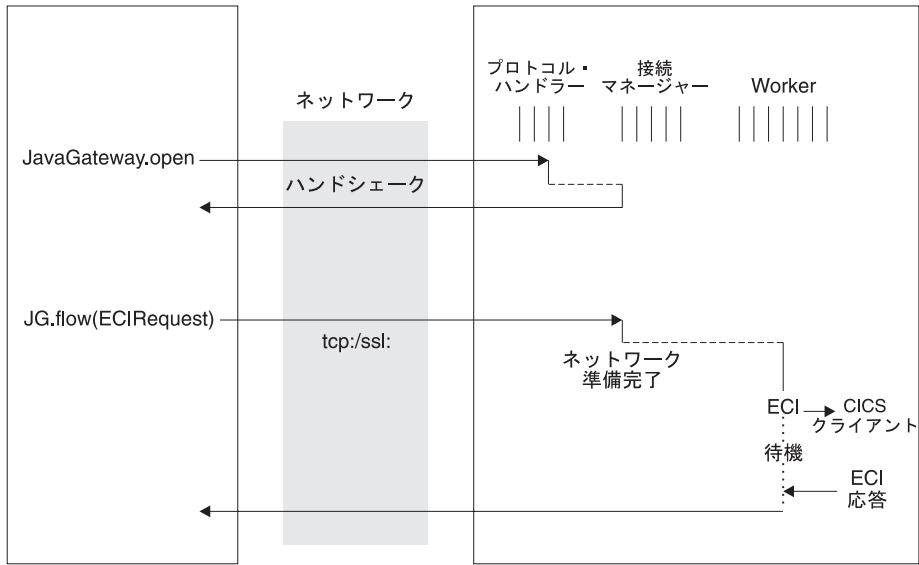 プロトコル・
ハンドラー
接続
マネージャー
Worker
ネットワーク
JavaGateway.open
ハンドシェーク
JG.flow(ECIRequest)
tcp:/ssl:
ネットワーク
準備完了
ECI
CICS
クライアント
待機
ECI
応答